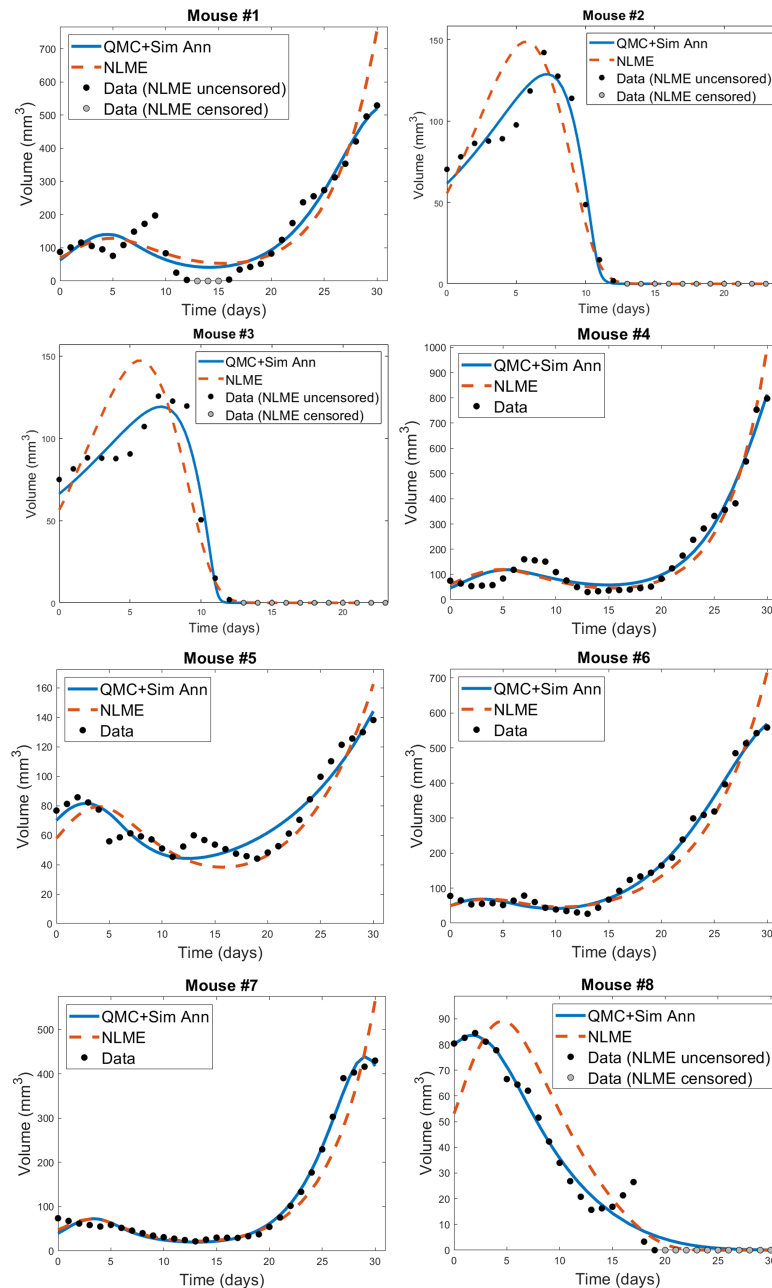 Mouse #1
QMC+Sim Ann
NLME
Data (NLME uncensored)
Data (NLME censored)
Volume (mm3)
0 100 200 300 400 500 600 700
0 5 10 15 20 25 30
Time (days)
Mouse #2
QMC+Sim Ann
NLME
Data (NLME uncensored)
Data (NLME censored)
Volume (mm3)
0 50 100 150
0 5 10 15 20
Time (days)
Mouse #3
QMC+Sim Ann
NLME
Data (NLME uncensored)
Data (NLME censored)
Volume (mm3)
0 50 100 150
0 5 10 15 20
Time (days)
Mouse #4
QMC+Sim Ann
NLME
Data
Volume (mm3)
0 100 200 300 400 500 600 700 800 900 1000
0 5 10 15 20 25 30
Time (days)
Mouse #5
QMC+Sim Ann
NLME
Data
Volume (mm3)
0 20 40 60 80 100 120 140 160
0 5 10 15 20 25 30
Time (days)
Mouse #6
QMC+Sim Ann
NLME
Data
Volume (mm3)
0 100 200 300 400 500 600 700
0 5 10 15 20 25 30
Time (days)
Mouse #7
QMC+Sim Ann
NLME
Data
Volume (mm3)
0 100 200 300 400 500
0 5 10 15 20 25 30
Time (days)
Mouse #8
QMC+Sim Ann
NLME
Data (NLME uncensored)
Data (NLME censored)
Volume (mm3)
0 10 20 30 40 50 60 70 80 90
0 5 10 15 20 25 30
Time (days)